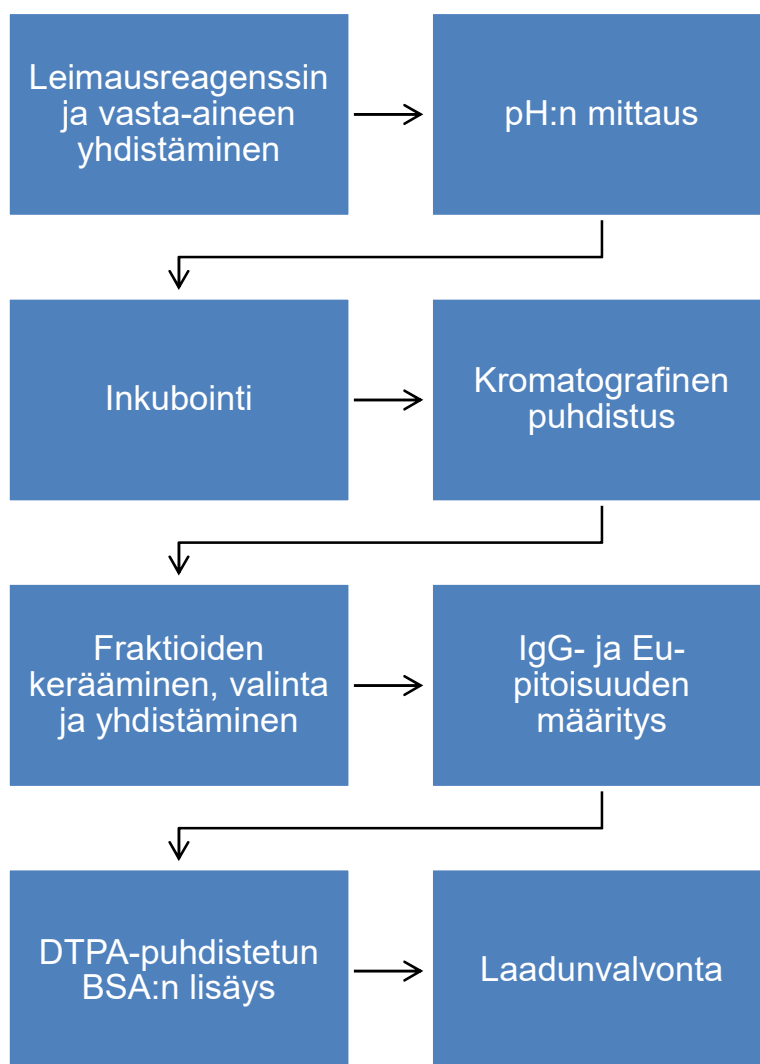 Leimausreagenssin
ja vasta-aineen
yhdistäminen
pH:n mittaus
Inkubointi
Kromatografinen
puhdistus
Fraktioiden
kerääminen, valinta
ja yhdistäminen
IgG- ja Eu-
pitoisuuden
määritys
DTPA-puhdistetun
BSA:n lisäys
Laadunvalvonta